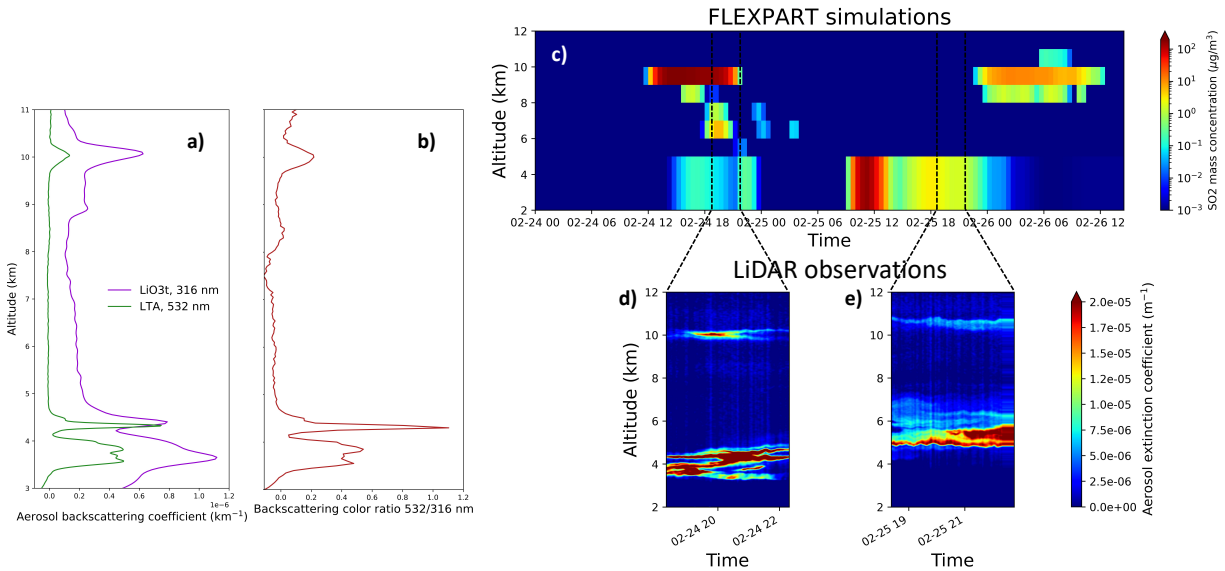 FLEXPART simulations
c)
12
10
8
6
4
2
Altitude (km)
02-24 00
02-24 06
02-24 12
02-24 18
02-25 00
02-25 06
02-25 12
02-25 18
02-26 00
02-26 06
02-26 12
Time
10²
10¹
10⁰
10⁻¹
10⁻²
10⁻³
SO2 mass concentration (μg/m³)
a)
11
10
9
8
7
6
5
4
3
Altitude (km)
LiO3t, 316 nm
LTA, 532 nm
0.0
0.2
0.4
0.6
0.8
1.0
1.2
1e−6
Aerosol backscattering coefficient (km⁻¹)
b)
0.0
0.2
0.4
0.6
0.8
1.0
1.2
Backscattering color ratio 532/316 nm
LiDAR observations
d)
12
10
8
6
4
2
Altitude (km)
02-24 20
02-24 22
Time
e)
12
10
8
6
4
2
02-25 19
02-25 21
Time
2.0e-05
1.7e-05
1.5e-05
1.2e-05
1.0e-05
7.5e-06
5.0e-06
2.5e-06
0.0e+00
Aerosol extinction coefficient (m⁻¹)